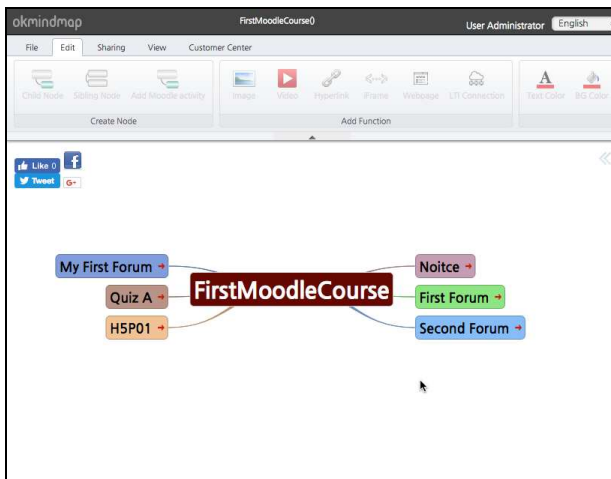 okmindmap
FirstMoodleCourse()
User Administrator
English
File
Edit
Sharing
View
Customer Center
Child Node
Sibling Node
Add Moodle activity
Image
Video
Hyperlink
iFrame
Webpage
LTI Connection
Text Color
BG Color
Create Node
Add Function
Like 0
f
Tweet
G+
My First Forum
Quiz A
H5P01
FirstMoodleCourse
Noitce
First Forum
Second Forum